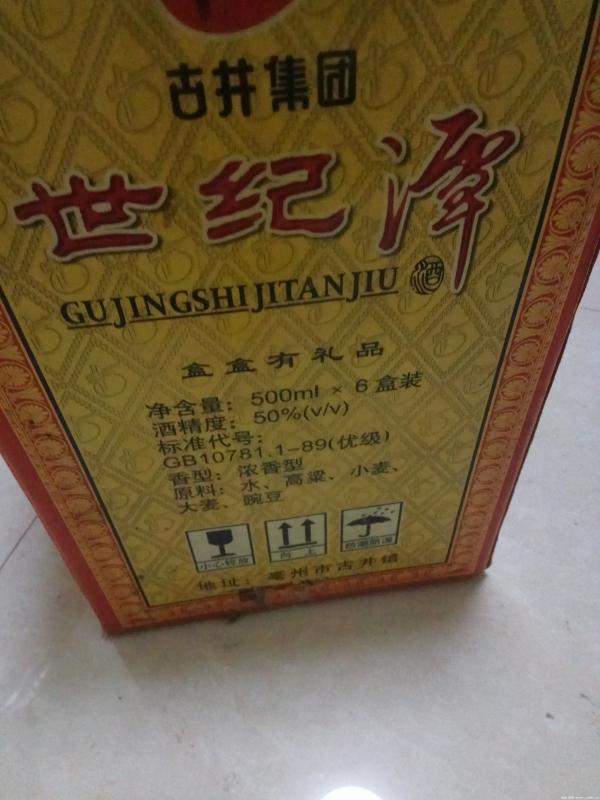 古井集团
世纪潭
GUJINGSHIJITANJIU 酒
盒盒有礼品
净含量：500ml × 6盒装
酒精度：50%(v/v)
标准代号：
GB10781.1-89(优级)
香型：浓香型
原料：水、高粱、小麦、
大麦、豌豆
小心轻放 向上 防潮防湿
地址：亳州市古井镇